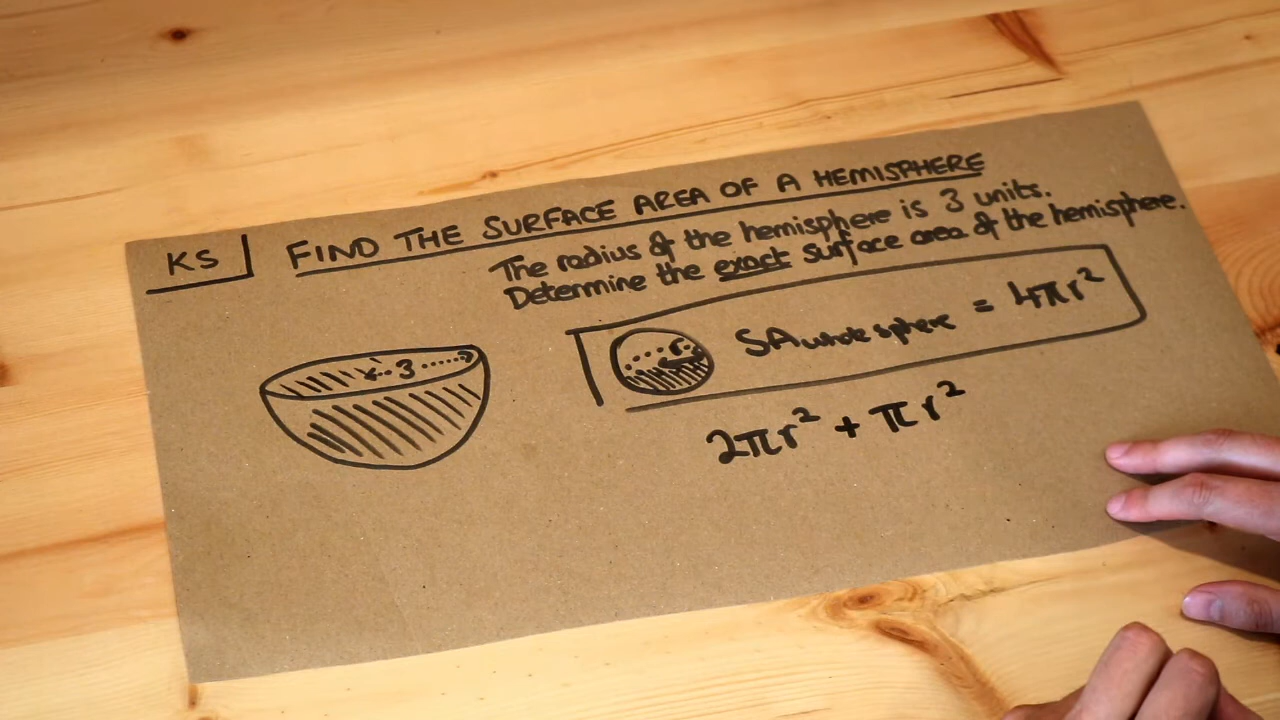 KS
FIND THE SURFACE AREA OF A HEMISPHERE
The radius of the hemisphere is 3 units.
Determine the exact surface area of the hemisphere.
3
r
SA whole sphere = 4πr²
2πr² + πr²